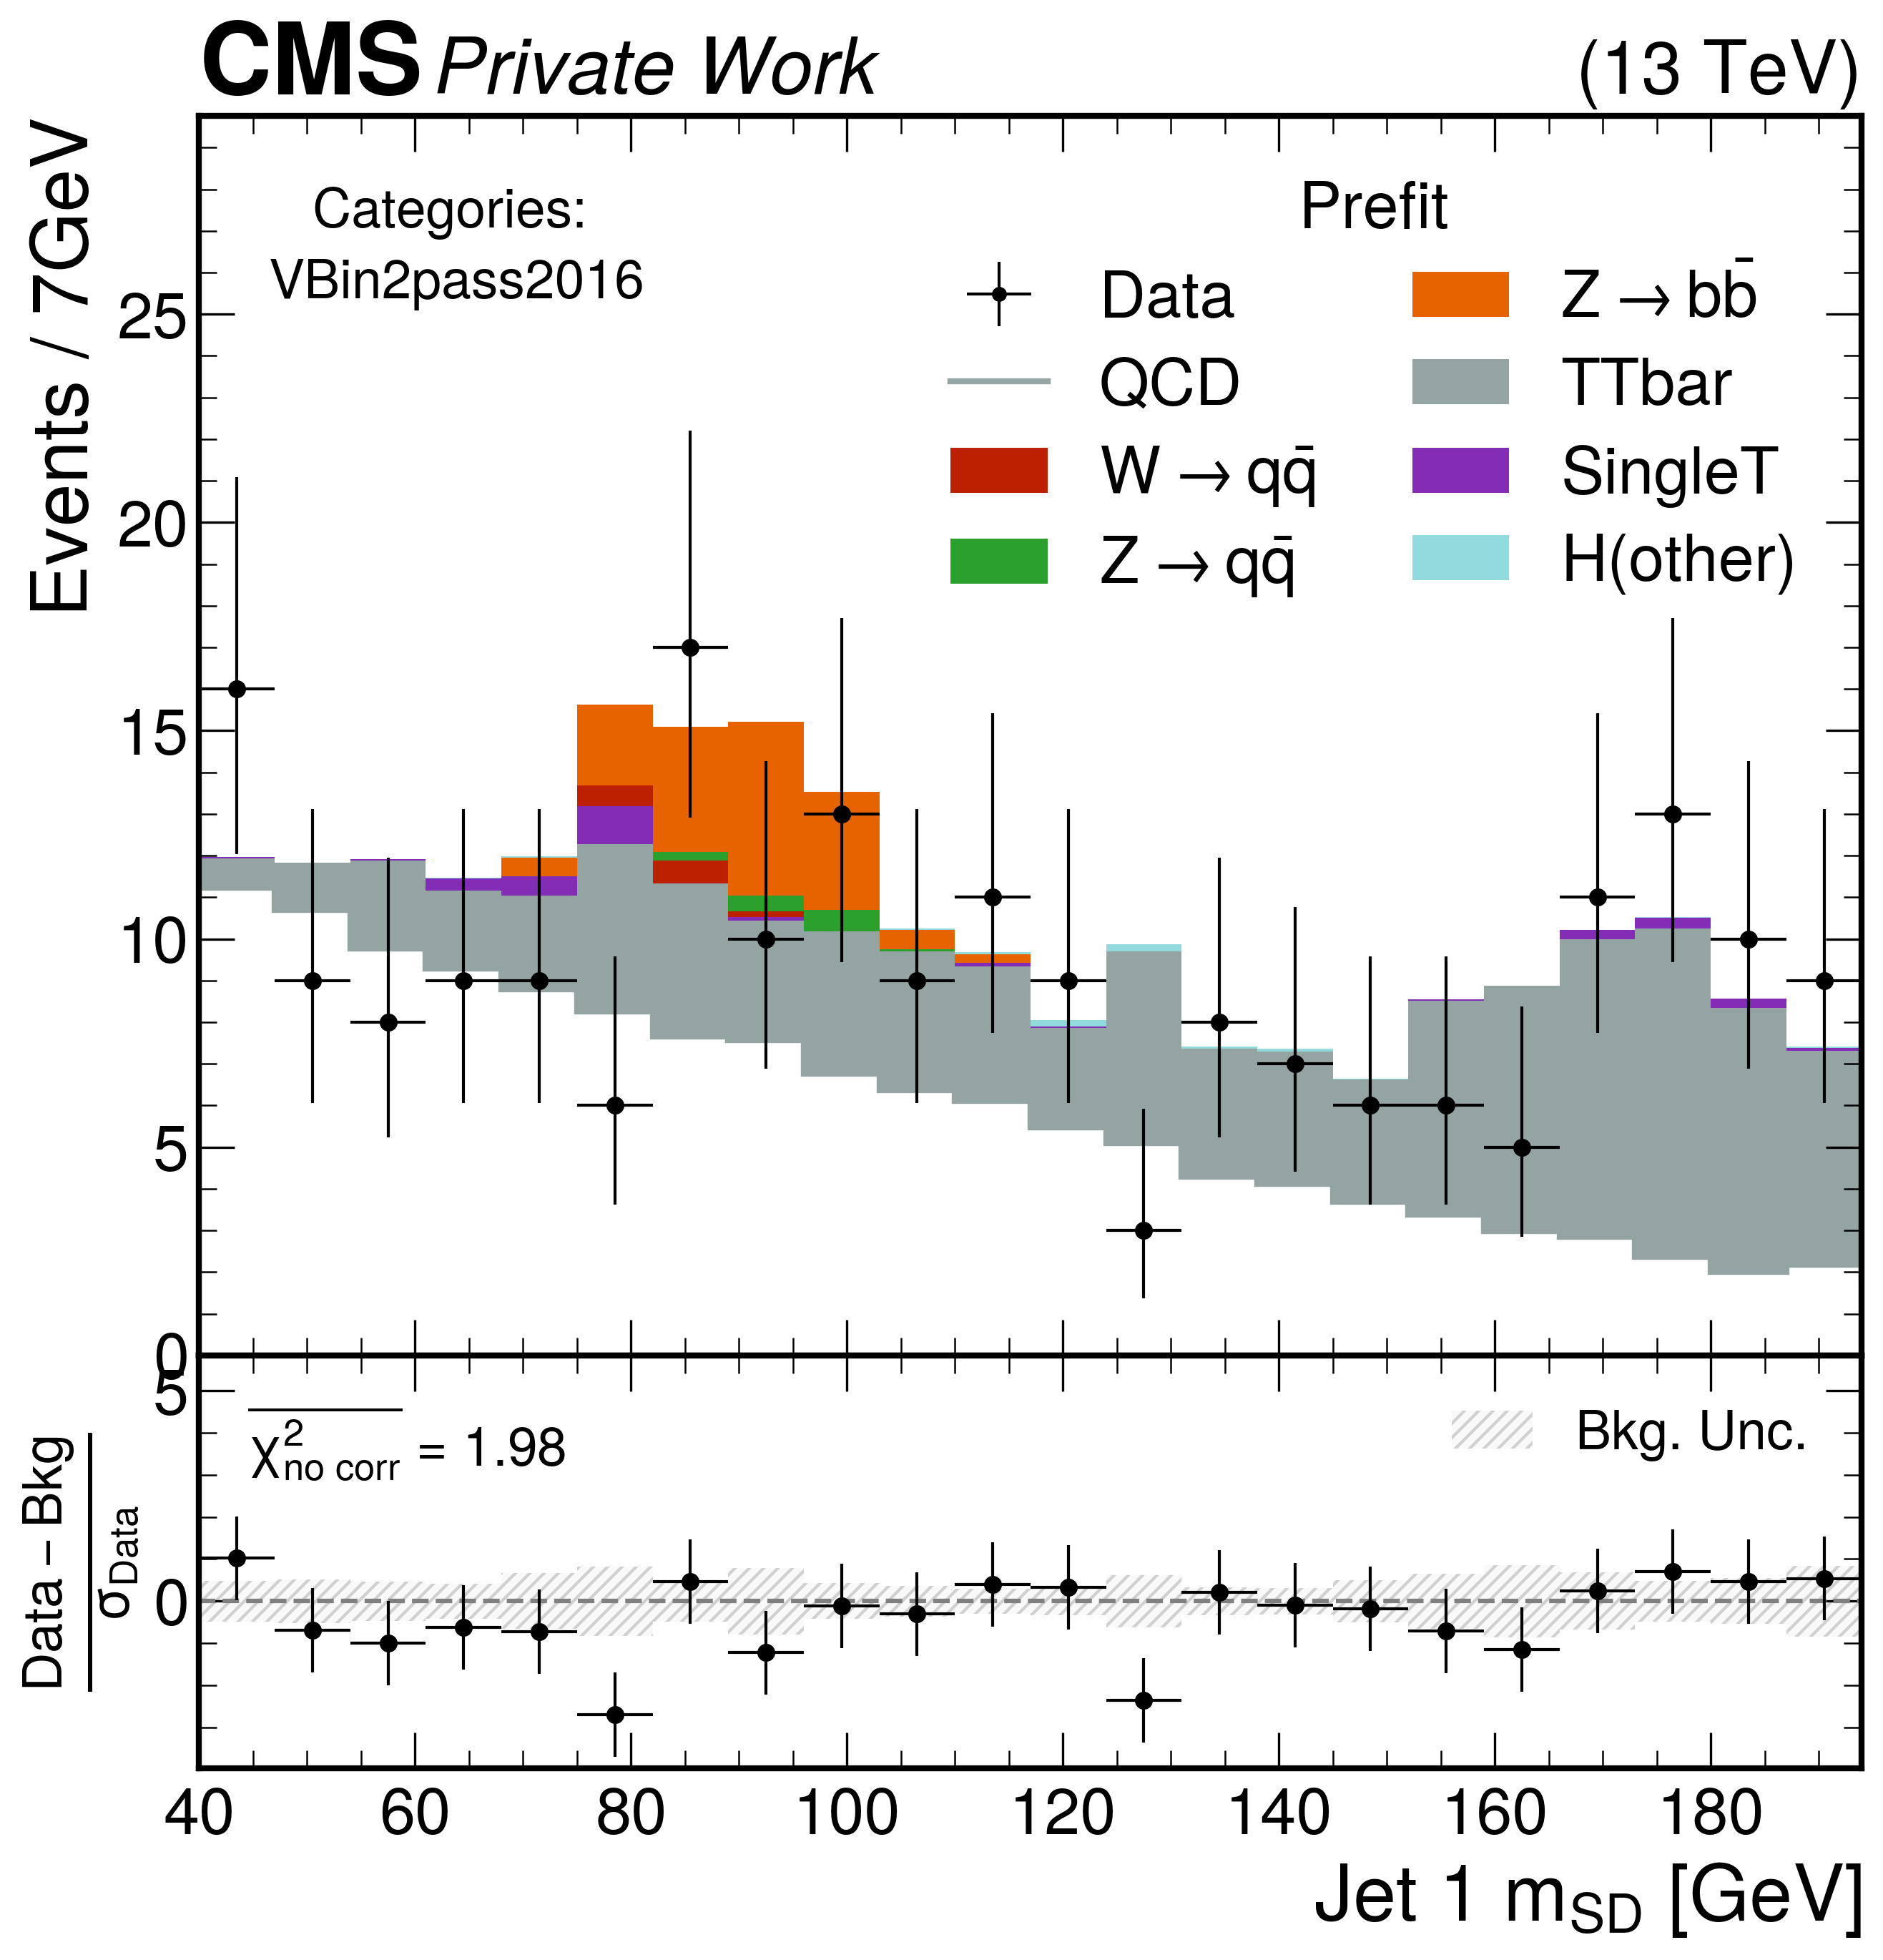 CMS Private Work (13 TeV)
Events / 7GeV
Categories:
VBin2pass2016
Prefit
Data
QCD
W → qq̄
Z → qq̄
Z → bb̄
TTbar
SingleT
H(other)
25
20
15
10
5
0
Data − Bkg
σData
5
0
χ²no corr = 1.98
Bkg. Unc.
40 60 80 100 120 140 160 180
Jet 1 mSD [GeV]